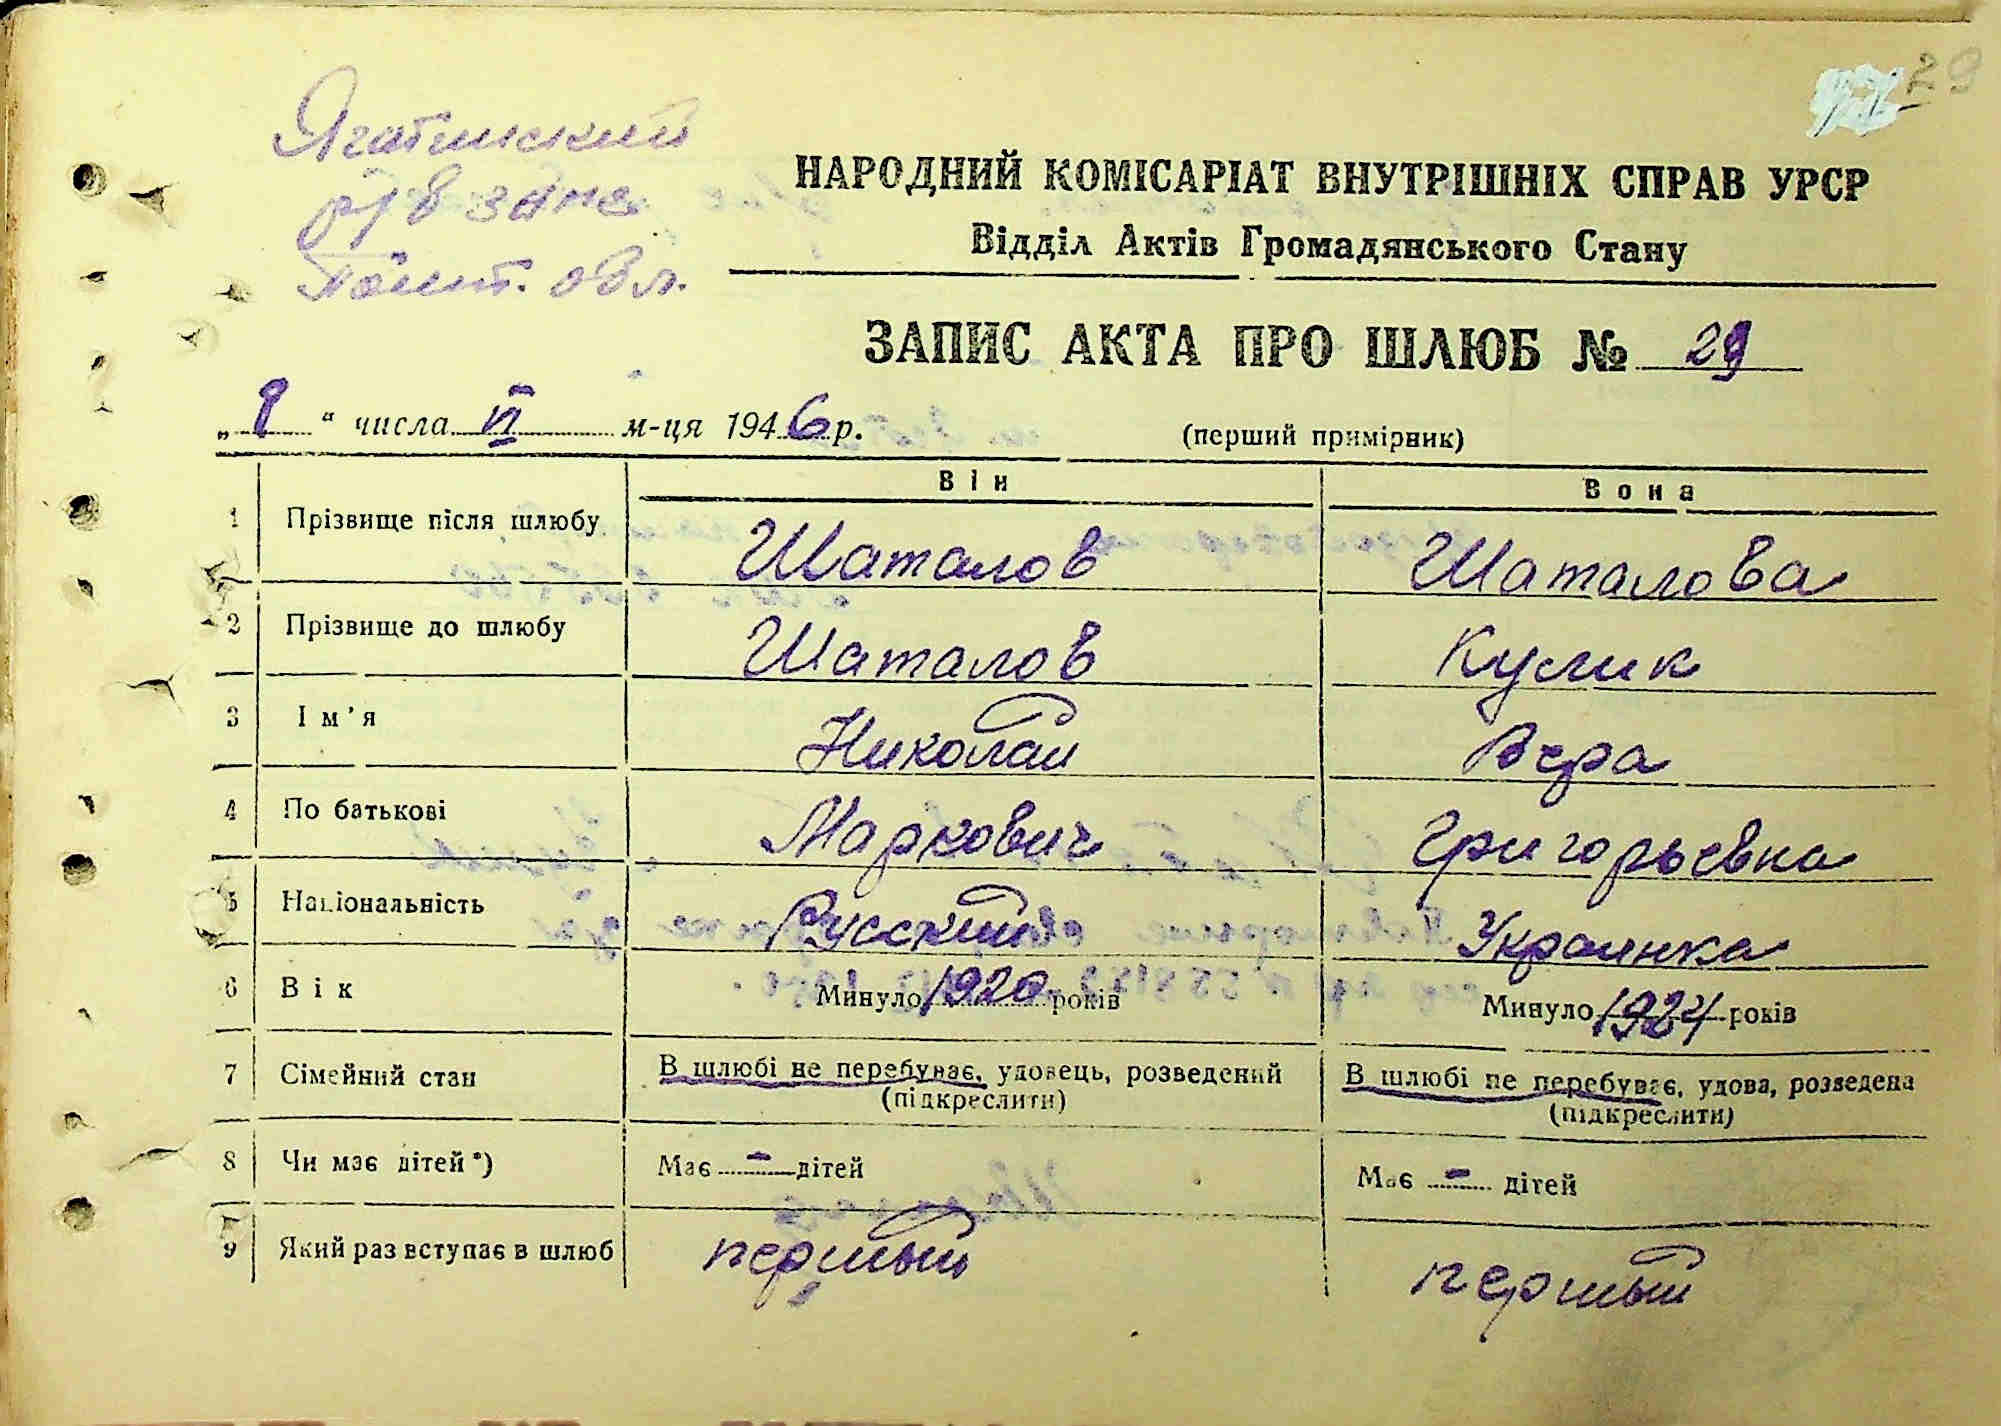 29
Ягатинский
р/в загс
Полт. обл.
НАРОДНИЙ КОМІСАРІАТ ВНУТРІШНІХ СПРАВ УРСР
Відділ Актів Громадянського Стану
ЗАПИС АКТА ПРО ШЛЮБ № 29
„ " числа VI м-ця 1946 р. (перший примірник)
Він Вона
1 Прізвище після шлюбу Шаталов Шаталова
2 Прізвище до шлюбу Шаталов Кулик
3 Ім'я Николай Вера
4 По батькові Маркович Григорьевна
5 Національність Русский Украинка
6 Вік Минуло 1920 років Минуло 1924 років
7 Сімейний стан В шлюбі не перебуває, удовець, розведений В шлюбі не перебуває, удова, розведена
(підкреслити) (підкреслити)
8 Чи має дітей*) Має - дітей Має - дітей
9 Який раз вступає в шлюб первый первый